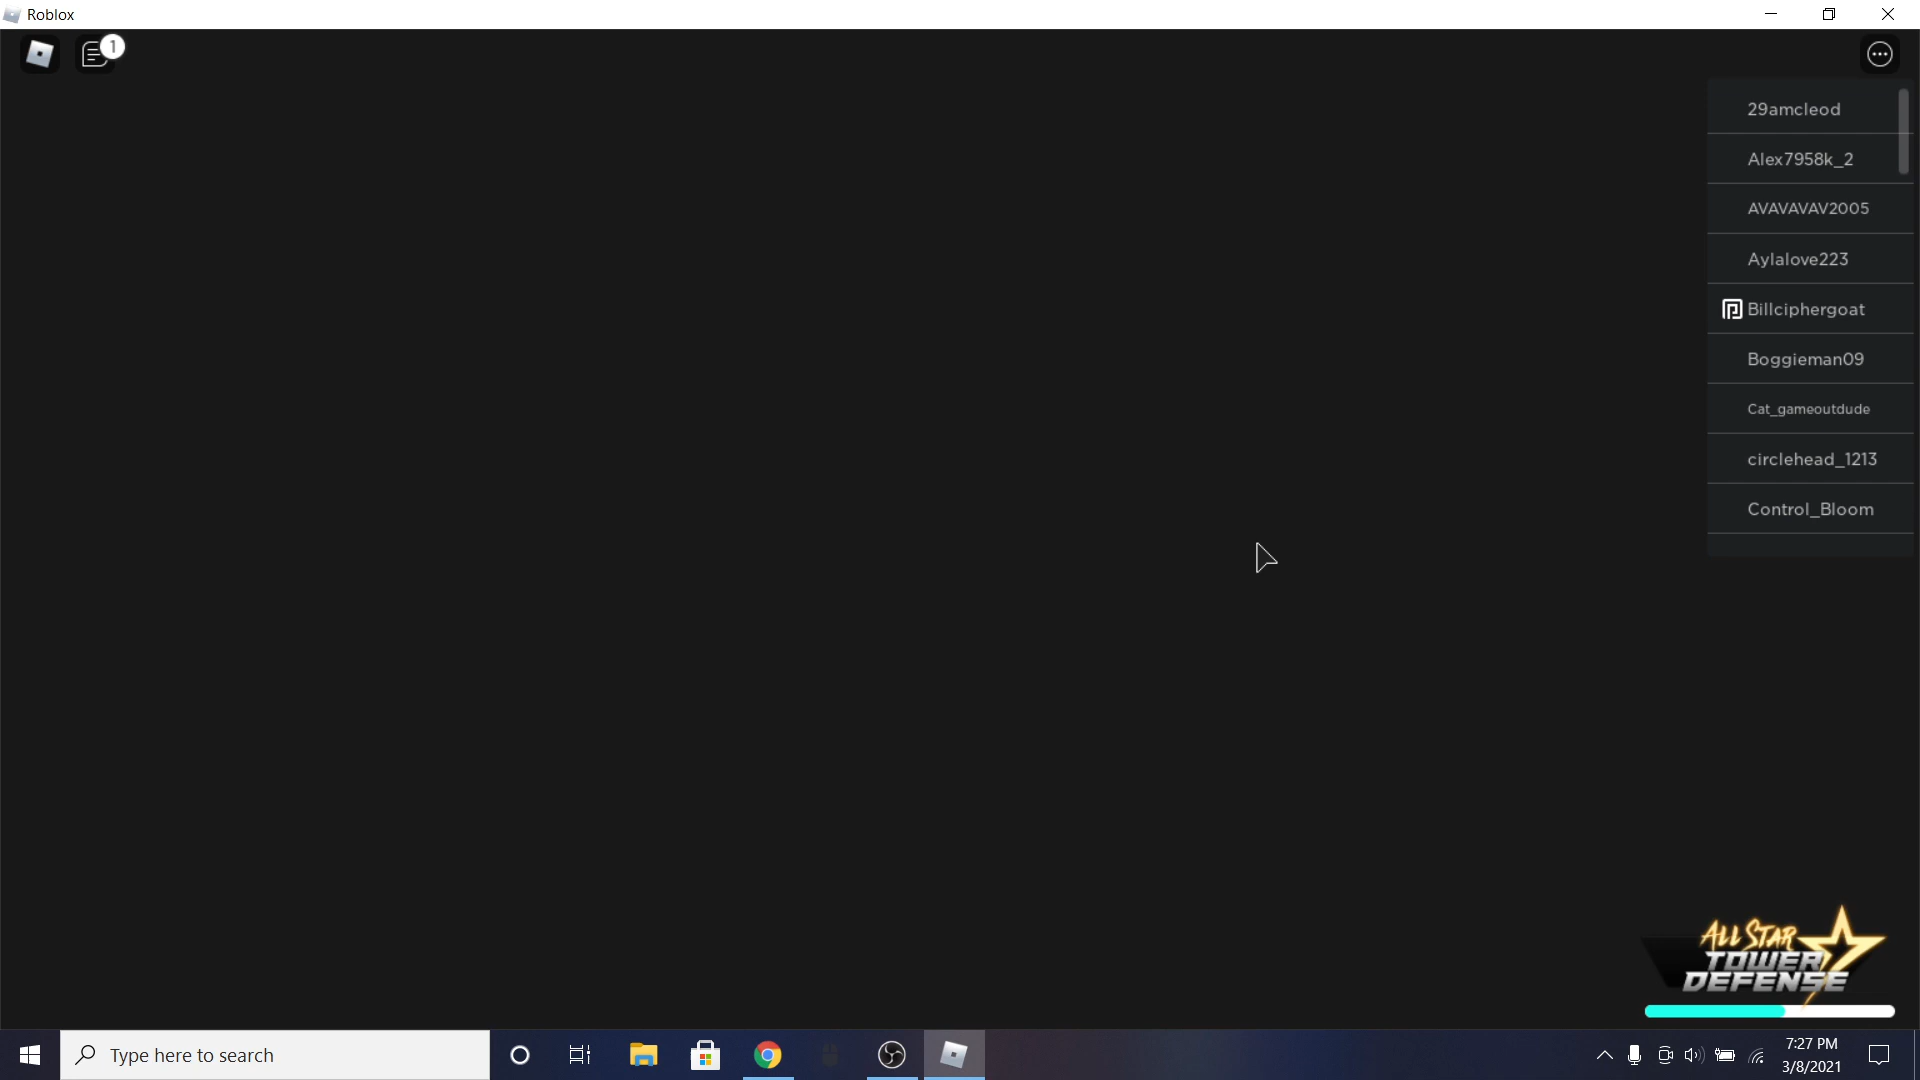 Roblox
1
29amcleod
Alex7958k_2
AVAVAVAV2005
Aylalove223
Billciphergoat
Boggieman09
Cat_gameoutdude
circlehead_1213
Control_Bloom
ALL STAR
TOWER
DEFENSE
Type here to search
7:27 PM
3/8/2021